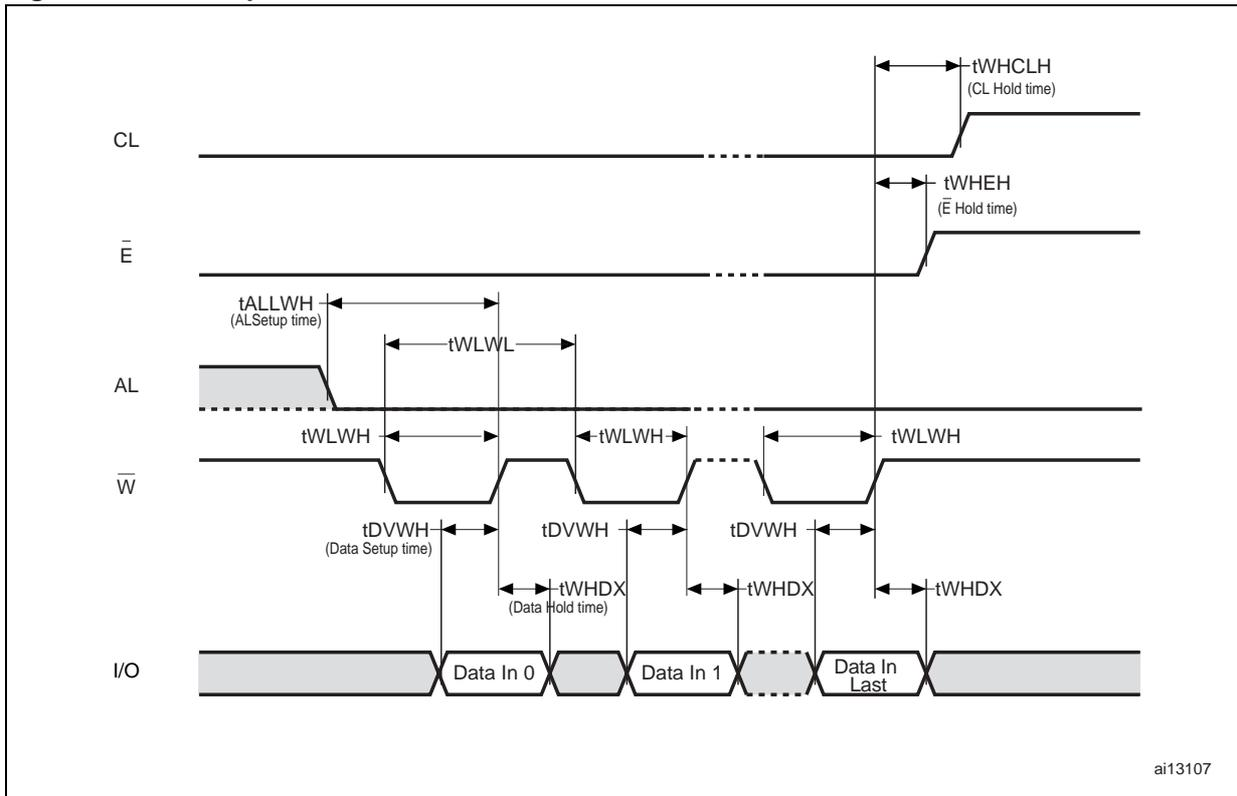 tWHCLH
(CL Hold time)
CL
tWHEH
(E̅ Hold time)
E̅
tALLWH
(ALSetup time)
tWLWL
AL
tWLWH
tWLWH
tWLWH
W̅
tDVWH
(Data Setup time)
tDVWH
tDVWH
tWHDX
(Data Hold time)
tWHDX
tWHDX
I/O
Data In 0
Data In 1
Data In
Last
ai13107